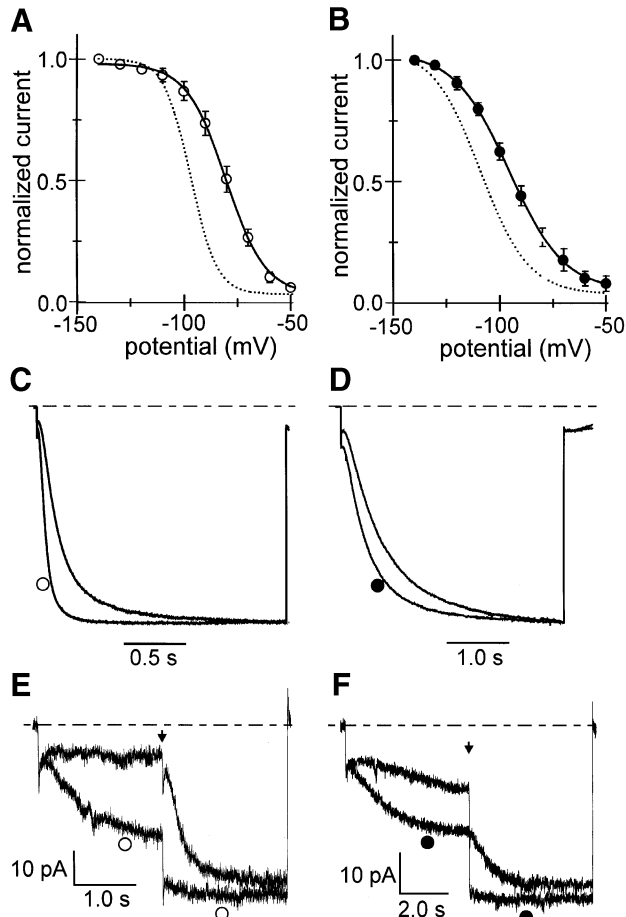 A
1.0
0.5
0.0
normalized current
-150
-100
-50
potential (mV)
B
1.0
0.5
0.0
normalized current
-150
-100
-50
potential (mV)
C
0.5 s
D
1.0 s
E
10 pA
1.0 s
F
10 pA
2.0 s